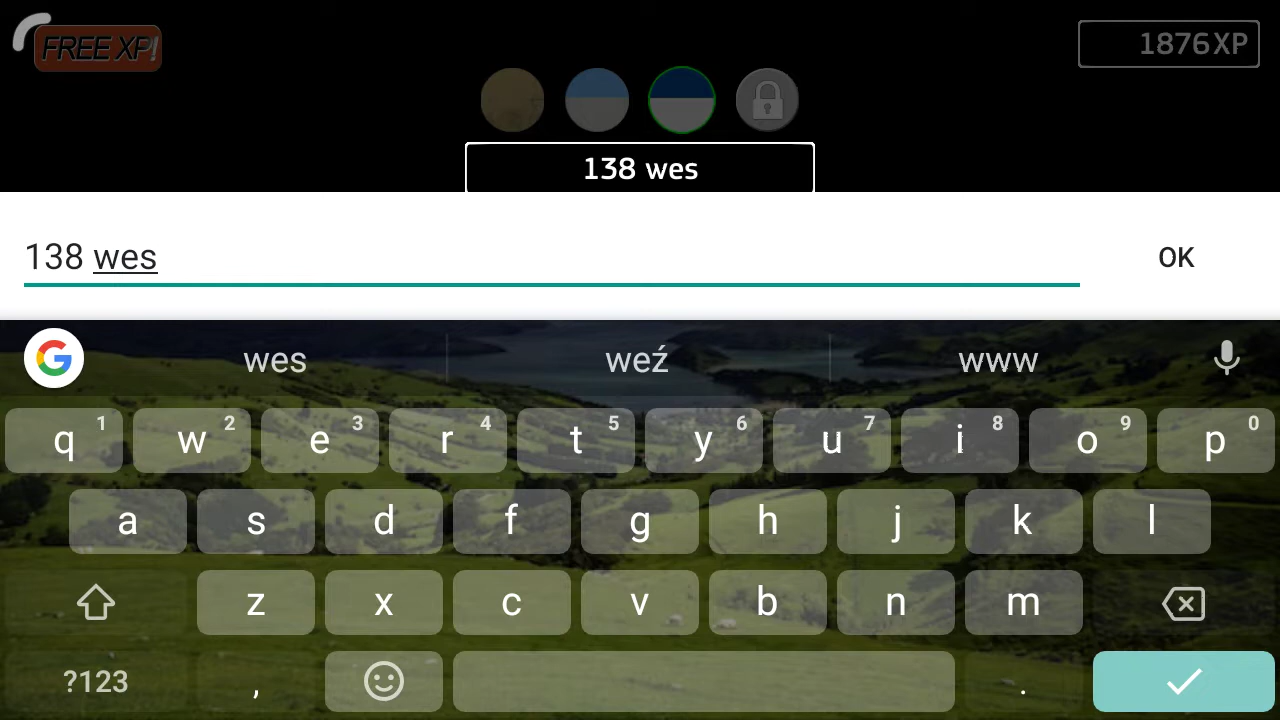 FREE XP!
1876XP
138 wes
138 wes
OK
wes weź www
q 1 w 2 e 3 r 4 t 5 y 6 u 7 i 8 o 9 p 0
a s d f g h j k l
z x c v b n m
?123 , .